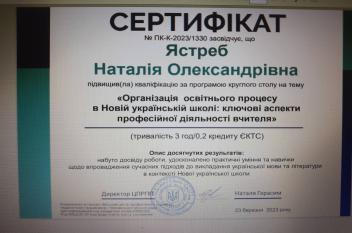 СЕРТИФІКАТ
№ ПК-К-2023/1330 засвідчує, що
Ястреб
Наталія Олександрівна
підвищив(ла) кваліфікацію за програмою круглого столу на тему
«Організація освітнього процесу
в Новій українській школі: ключові аспекти
професійної діяльності вчителя»
(тривалість 3 год/0,2 кредиту ЄКТС)
Опис досягнутих результатів:
набуто досвіду роботи, удосконалено практичні уміння та навички
щодо впровадження сучасних підходів до викладання української мови та літератури
в контексті Нової української школи
Директор ЦПРПП
Наталя Герасим
23 березня 2023 року